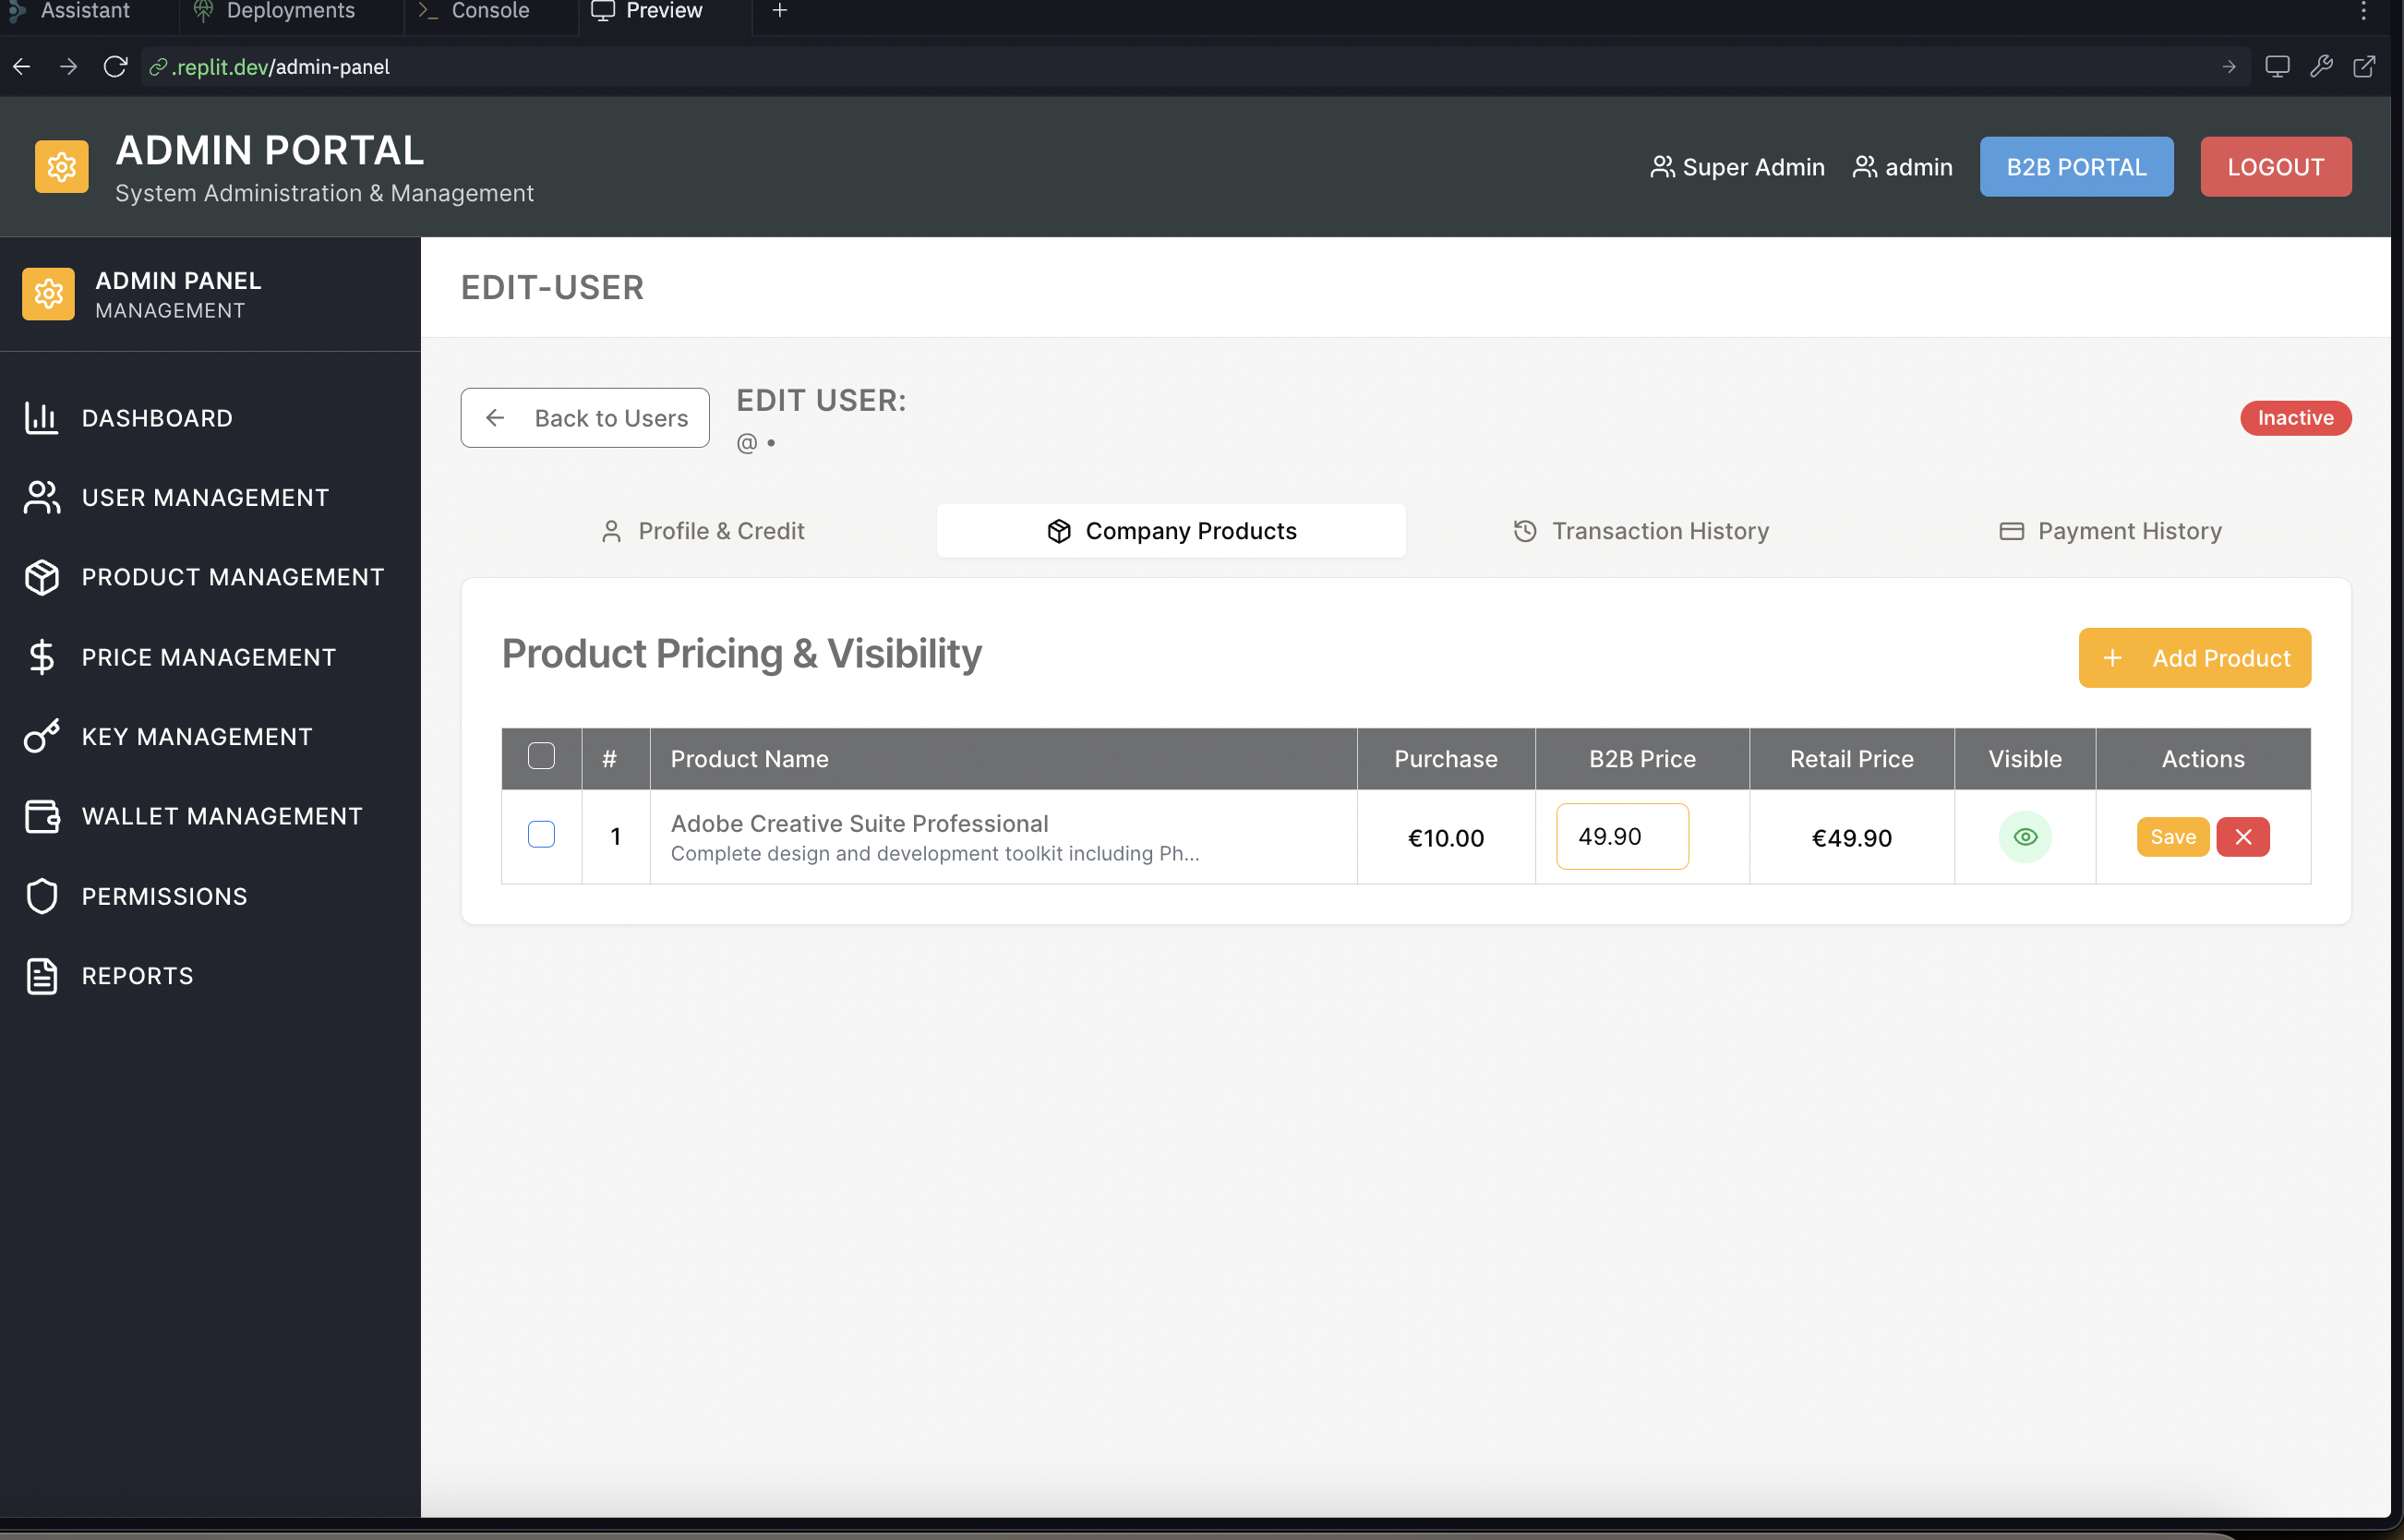 Assistant
Deployments
Console
Preview
.replit.dev/admin-panel
ADMIN PORTAL
System Administration & Management
Super Admin
admin
B2B PORTAL
LOGOUT
ADMIN PANEL
MANAGEMENT
DASHBOARD
USER MANAGEMENT
PRODUCT MANAGEMENT
PRICE MANAGEMENT
KEY MANAGEMENT
WALLET MANAGEMENT
PERMISSIONS
REPORTS
EDIT-USER
Back to Users
EDIT USER:
@ •
Inactive
Profile & Credit
Company Products
Transaction History
Payment History
Product Pricing & Visibility
+ Add Product
# Product Name Purchase B2B Price Retail Price Visible Actions
1 Adobe Creative Suite Professional €10.00 49.90 €49.90 Save
Complete design and development toolkit including Ph...